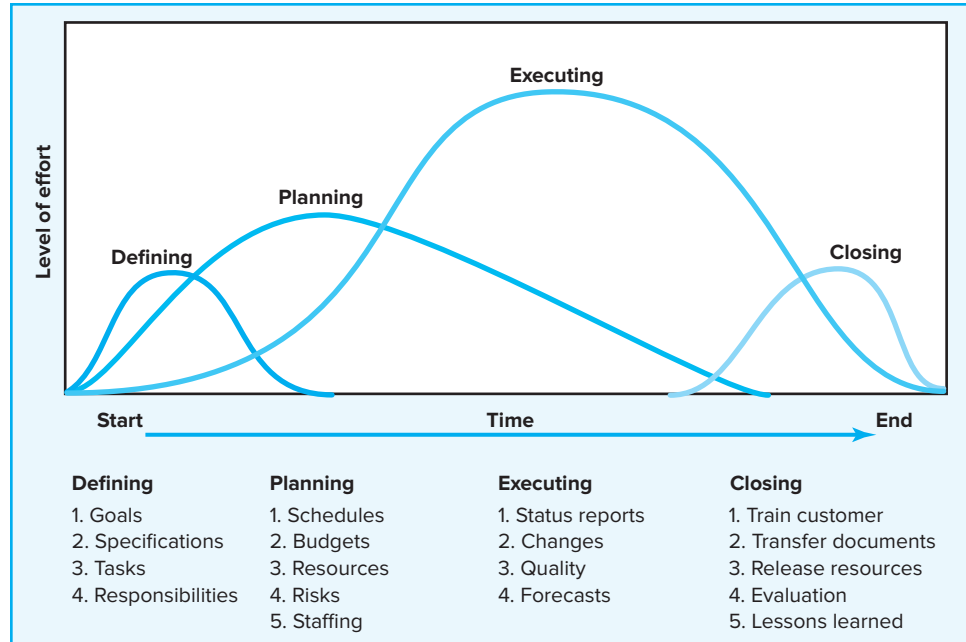 Executing
Planning
Defining
Closing
Level of effort
Start
Time
End
Defining
1. Goals
2. Specifications
3. Tasks
4. Responsibilities
Planning
1. Schedules
2. Budgets
3. Resources
4. Risks
5. Staffing
Executing
1. Status reports
2. Changes
3. Quality
4. Forecasts
Closing
1. Train customer
2. Transfer documents
3. Release resources
4. Evaluation
5. Lessons learned